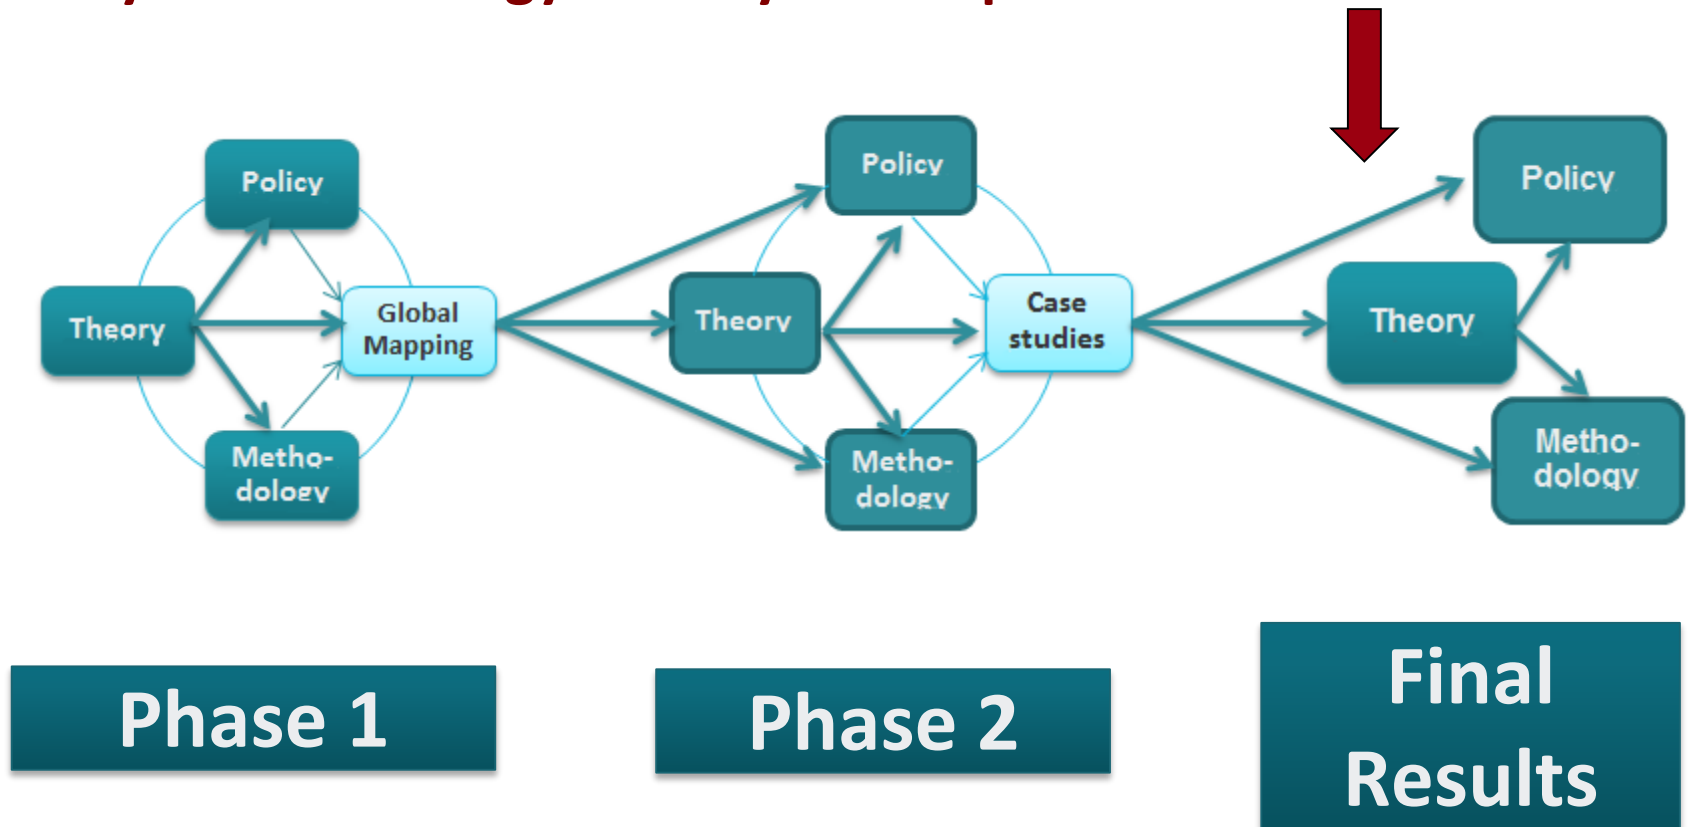 Policy
Theory
Global
Mapping
Metho-
dology
Policy
Theory
Case
studies
Metho-
dology
Policy
Theory
Metho-
dology
Phase 1
Phase 2
Final
Results